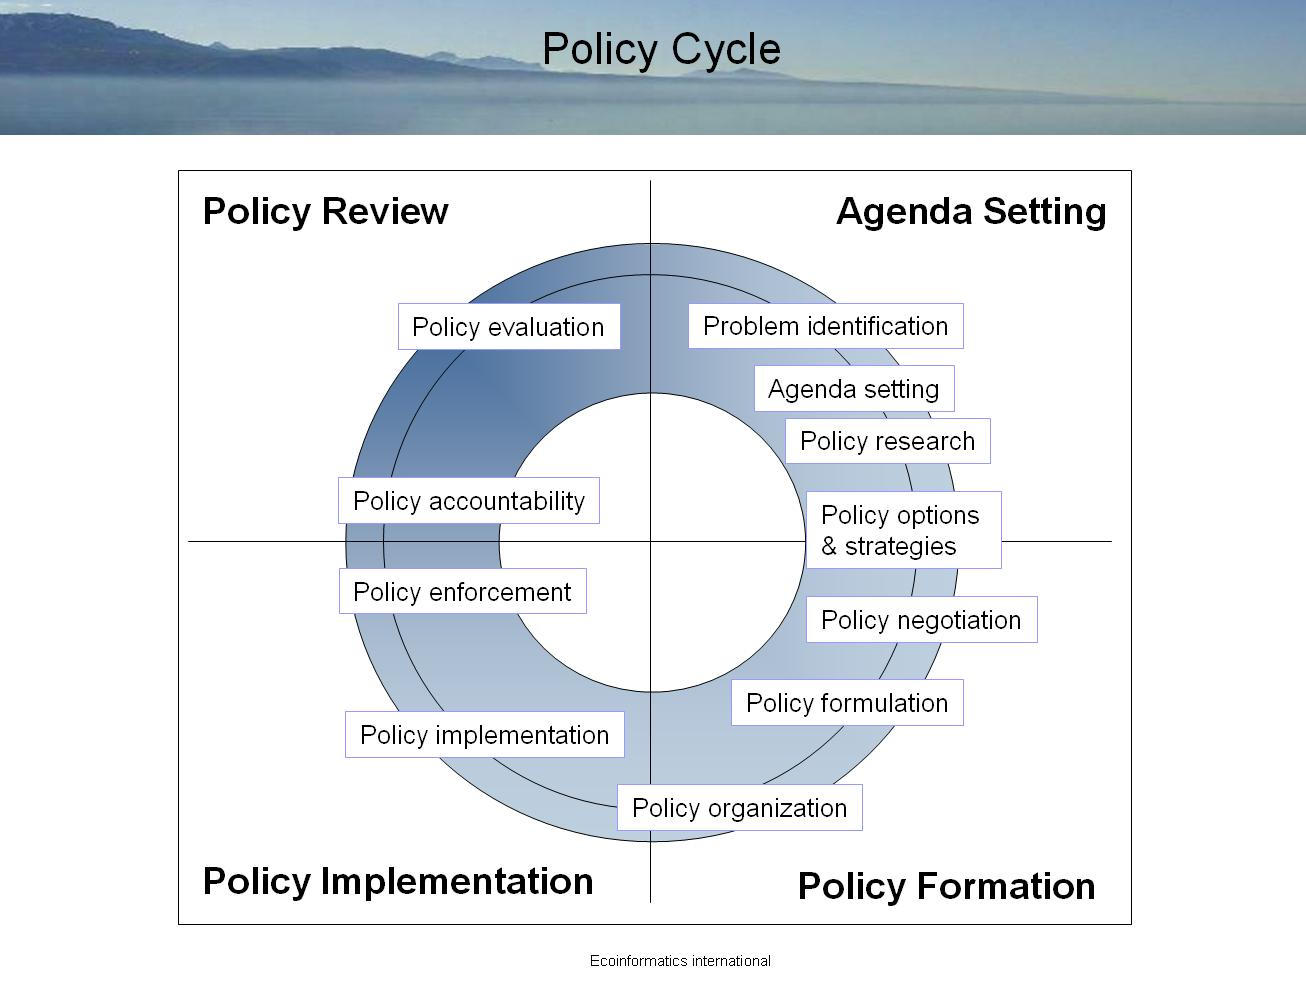 Policy Cycle
Policy Review
Agenda Setting
Policy evaluation
Problem identification
Agenda setting
Policy research
Policy accountability
Policy options
& strategies
Policy enforcement
Policy negotiation
Policy formulation
Policy implementation
Policy organization
Policy Implementation
Policy Formation
Ecoinformatics international